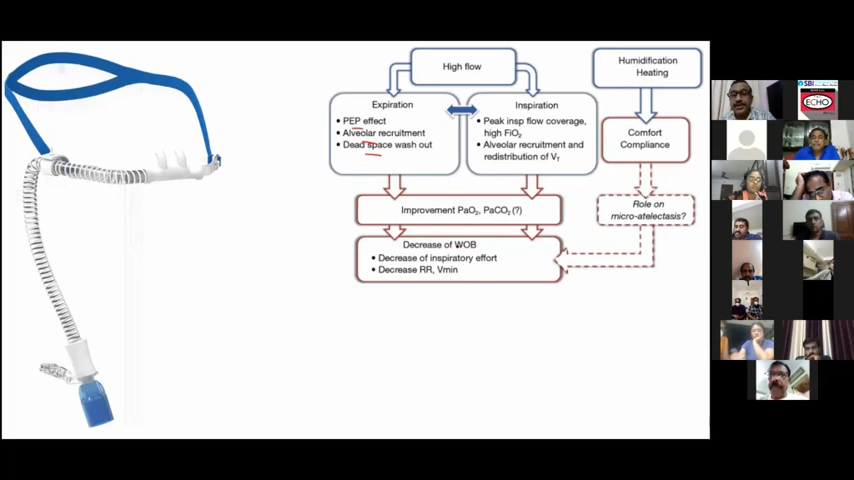 High flow
Humidification
Heating
Expiration
• PEP effect
• Alveolar recruitment
• Dead space wash out
Inspiration
• Peak insp flow coverage,
high FiO₂
• Alveolar recruitment and
redistribution of V_T
Comfort
Compliance
Improvement PaO₂, PaCO₂ (?)
Role on
micro-atelectasis?
Decrease of WOB
• Decrease of inspiratory effort
• Decrease RR, Vmin
SBI
ECHO